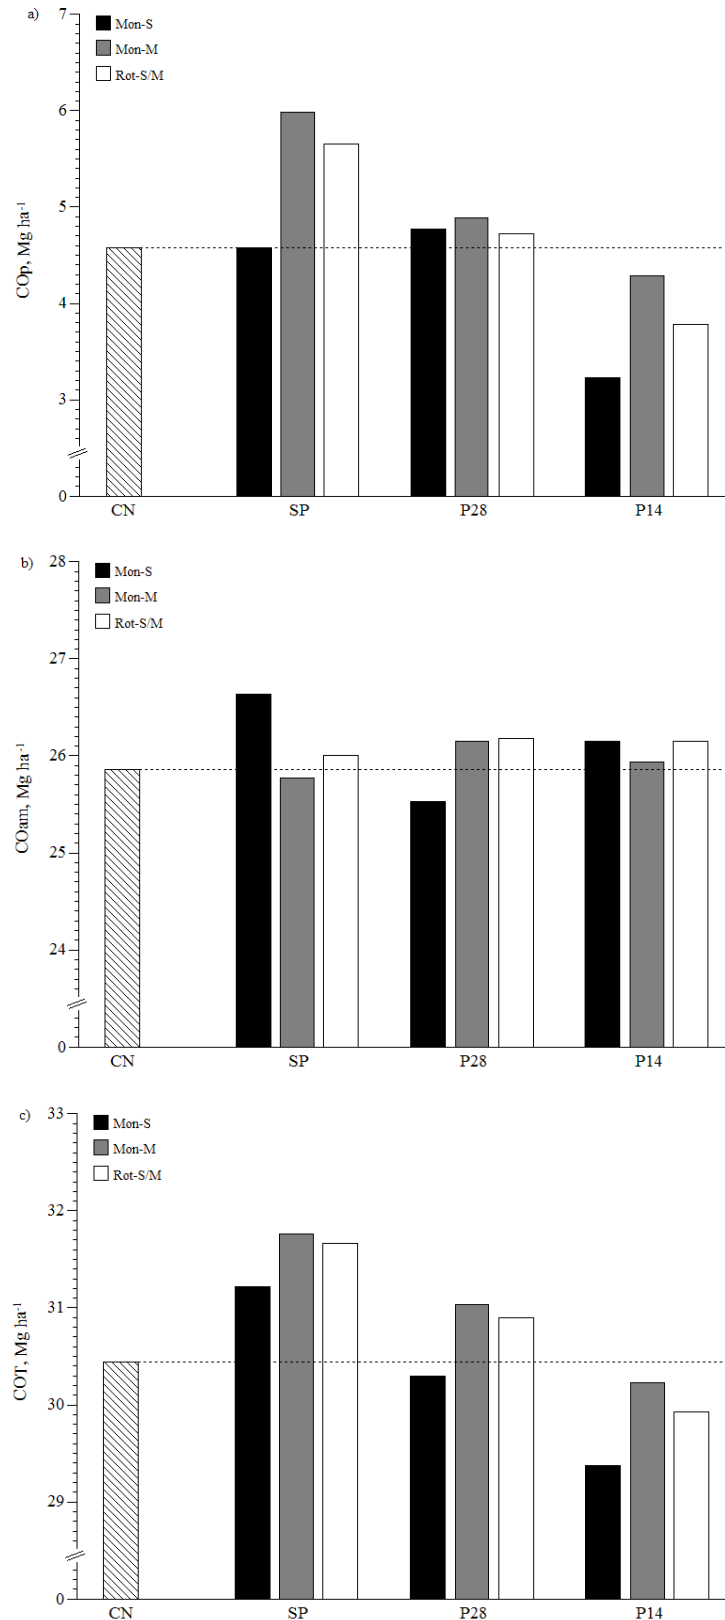 a)
7
6
5
4
3
0
COp, Mg ha⁻¹
Mon-S
Mon-M
Rot-S/M
CN SP P28 P14
b)
28
27
26
25
24
0
COam, Mg ha⁻¹
Mon-S
Mon-M
Rot-S/M
CN SP P28 P14
c)
33
32
31
30
29
0
COT, Mg ha⁻¹
Mon-S
Mon-M
Rot-S/M
CN SP P28 P14